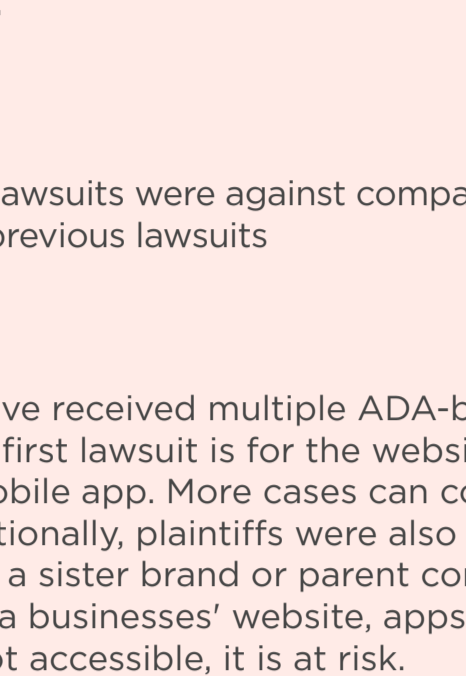 awsuits were against compa
previous lawsuits
ve received multiple ADA-b
first lawsuit is for the websi
obile app. More cases can co
tionally, plaintiffs were also
a sister brand or parent con
a businesses' website, apps
ot accessible, it is at risk.